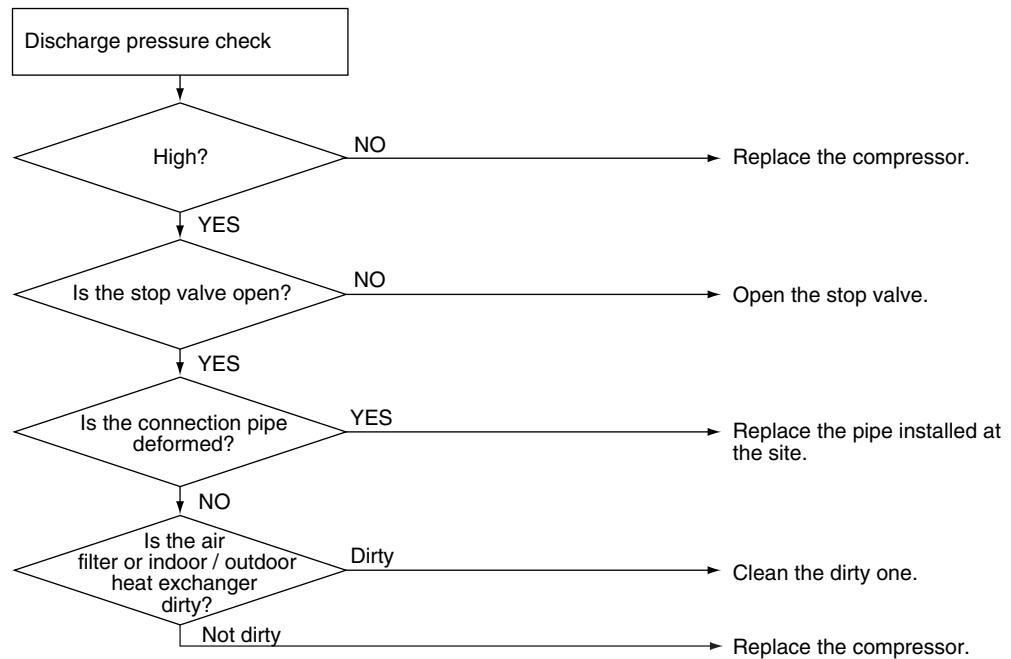 Discharge pressure check
High?
NO
Replace the compressor.
YES
Is the stop valve open?
NO
Open the stop valve.
YES
Is the connection pipe
deformed?
YES
Replace the pipe installed at
the site.
NO
Is the air
filter or indoor / outdoor
heat exchanger
dirty?
Dirty
Clean the dirty one.
Not dirty
Replace the compressor.